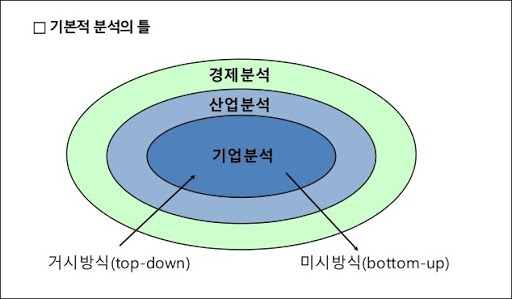 □ 기본적 분석의 틀
경제분석
산업분석
기업분석
거시방식(top-down)
미시방식(bottom-up)